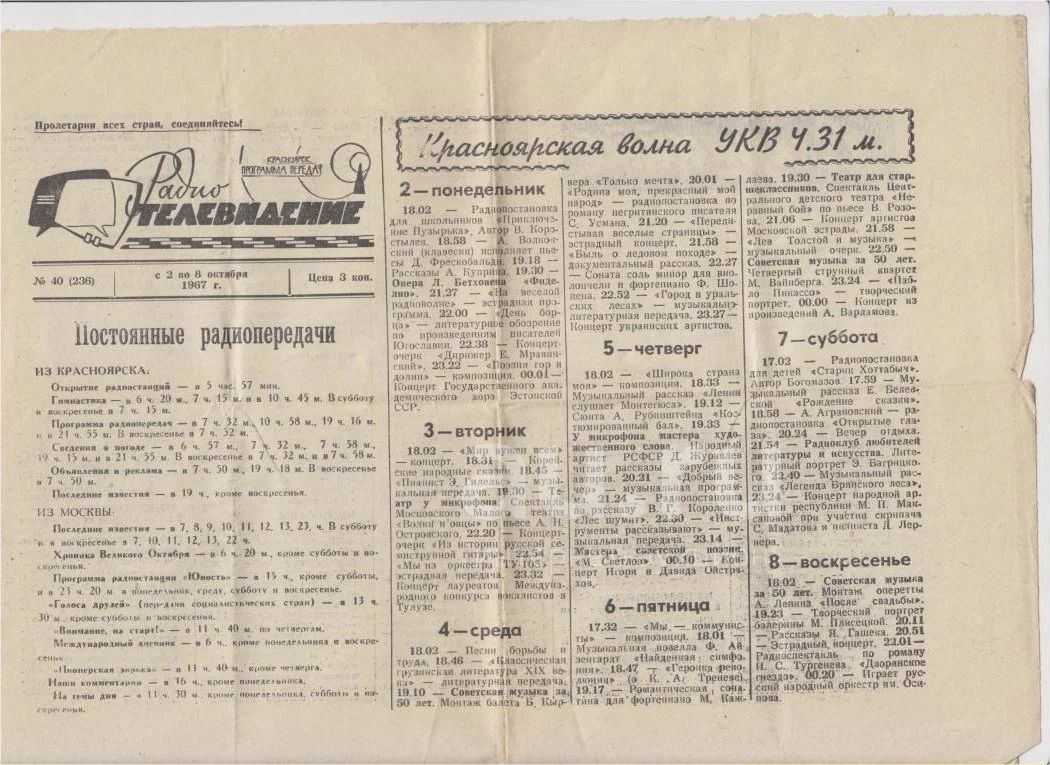 Пролетарии всех стран, соединяйтесь!
КРАСНОЯРСК
ПРОГРАММА ПЕРЕДАЧ
Радио
ТЕЛЕВИДЕНИЕ
№ 40 (236)
с 2 по 8 октября
1967 г.
Цена 3 коп.
Постоянные радиопередачи
ИЗ КРАСНОЯРСКА:
Открытие радиостанций — в 5 час. 57 мин.
Гимнастика — в 6 ч. 20 м., 7 ч. 15 м. и в 10 ч. 45 м. В субботу
и воскресенье в 7 ч. 15 м.
Программа радиопередач — в 7 ч. 32 м., 10 ч. 58 м., 19 ч. 16 м.
и в 21 ч. 55 м. В воскресенье в 7 ч. 32 м.
Сведения о погоде — в 6 ч. 57 м., 7 ч. 32 м., 7 ч. 58 м.,
19 ч. 15 м. и в 21 ч. 55 м. В воскресенье в 7 ч. 32 м. и в 7 ч. 58 м.
Объявления и реклама — в 7 ч. 50 м., 19 ч. 18 м. В воскресенье
в 7 ч. 50 м.
Последние известия — в 19 ч., кроме воскресенья.
ИЗ МОСКВЫ:
Последние известия — в 7, 8, 9, 10, 11, 12, 13, 23, ч. В субботу
и в воскресенье в 7, 10, 11, 12, 13, 22 ч.
Хроника Великого Октября — в 6 ч. 20 м., кроме субботы и во-
скресенья.
Программа радиостанции «Юность» — в 15 ч., кроме субботы,
и в 23 ч. 20 м. в понедельник, среду, субботу и воскресенье.
«Голоса друзей» (передачи социалистических стран) — в 13 ч.
30 м., кроме субботы и воскресенья.
«Внимание, на старт!» — в 11 ч. 40 м. по четвергам.
Международный дневник — в 6 ч., кроме понедельника и воскре-
сенья.
«Пионерская зорька» — в 11 ч. 40 м., кроме четверга.
Наши комментарии — в 16 ч., кроме понедельника.
На темы дня — в 11 ч. 30 м., кроме понедельника, субботы и во-
скресенья.
Красноярская волна УКВ 4.31 м.
2—понедельник
18.02 — Радиопостановка
для школьников «Приключе-
ние Пузырька». Автор В. Коро-
стылев. 18.58 — А. Волкон-
ский (клавесин) исполняет пье-
сы Д. Фрескобальди. 19.18 —
Рассказы А. Куприна. 19.30 —
Опера Л. Бетховена «Фиде-
лио». 21.27 — «На веселой
радиоволне» — эстрадная про-
грамма. 22.00 — «День бор-
ца» — литературное обозрение
по произведениям писателей
Югославии. 22.38 — Концерт-
очерк «Дирижер Е. Мравин-
ский». 23.22 — «Поэзия гор и
долин» — композиция. 00.01 —
Концерт Государственного ака-
демического хора Эстонской
ССР.
3—вторник
18.02 — «Мир нужен всем»
— концерт. 18.31 — Корей-
ские народные сказки. 18.45 —
«Пианист Э. Гилельс» — музы-
кальная передача. 19.30 — Те-
атр у микрофона. Спектакль
Московского Малого театра
«Волки и овцы» по пьесе А. Н.
Островского. 22.20 — Концерт-
очерк «Из истории русской се-
миструнной гитары». 22.54 —
«Мы из оркестра ТУ-105» —
эстрадная передача. 23.32 —
Концерт лауреатов Междуна-
родного конкурса вокалистов в
Тулузе.
4—среда
18.02 — Песни борьбы и
труда. 18.46 — «Классическая
грузинская литература XIX ве-
ка» — литературная передача.
19.10 — Советская музыка за
50 лет. Монтаж балета Б. Кыр-
вера «Только мечта». 20.01 —
«Родина моя, прекрасный мой
народ» — радиопостановка по
роману негритянского писателя
С. Усмана. 21.20 — «Перели-
стывая веселые страницы» —
эстрадный концерт. 21.58 —
«Быль о ледовом походе» —
документальный рассказ. 22.27
— Соната соль минор для вио-
лончели и фортепиано Ф. Шо-
пена. 22.52 — «Город в ураль-
ских лесах» — музыкально-
литературная передача. 23.27 —
Концерт украинских артистов.
5—четверг
18.02 — «Широка страна
моя» — композиция. 18.33 —
Музыкальный рассказ «Ленин
слушает Монтегюса». 19.12 —
Сюита А. Рубинштейна «Кос-
тюмированный бал». 19.33 —
У микрофона мастера худо-
жественного слова. Народный
артист РСФСР Д. Журавлев
читает рассказы зарубежных
авторов. 20.21 — «Добрый ве-
чер» — музыкальная програм-
ма. 21.24 — Радиопостановка
по рассказу В. Г. Короленко
«Лес шумит». 22.30 — «Инст-
рументы рассказывают» — му-
зыкальная передача. 23.14 —
Мастера советской поэзии.
«М. Светлов». 00.10 — Кон-
церт Игоря и Давида Ойстра-
хов.
6—пятница
17.32 — «Мы — коммунис-
ты» — композиция. 18.01 —
Музыкальная новелла Ф. Ай-
зенгардт «Найденная симфо-
ния». 18.47 — «Героика рево-
люции» (о К. А. Треневе).
19.17 — Романтическая сона-
тина для фортепиано М. Каж-
лаева. 19.30 — Театр для стар-
шеклассников. Спектакль Цент-
рального детского театра «Не-
равный бой» по пьесе В. Розо-
ва. 21.06 — Концерт артистов
Московской эстрады. 21.58 —
«Лев Толстой и музыка» —
музыкальный очерк. 22.50 —
Советская музыка за 50 лет.
Четвертый струнный квартет
М. Вайнберга. 23.24 — «Паб-
ло Пикассо» — творческий
портрет. 00.00 — Концерт из
произведений А. Варламова.
7—суббота
17.02 — Радиопостановка
для детей «Старик Хоттабыч».
Автор Богомазов. 17.59 — Му-
зыкальный рассказ Е. Белев-
ской «Рождение сказки».
18.58 — А. Аграновский — ра-
диопостановка «Открытые гла-
за». 20.24 — Вечер отдыха.
21.54 — Радиоклуб любителей
литературы и искусства. Лите-
ратурный портрет Э. Багрицко-
го. 22.40 — Музыкальный рас-
сказ «Легенда Брянского леса»,
23.24 — Концерт народной ар-
тистки республики М. П. Мак-
саковой при участии скрипача
С. Мадатова и пианиста Д. Лер-
нера.
8—воскресенье
18.02 — Советская музыка
за 50 лет. Монтаж оперетты
А. Лепина «После свадьбы».
19.23 — Творческий портрет
балерины М. Плисецкой. 20.11
— Рассказы Я. Гашека. 20.51
— Эстрадный концерт. 22.01 —
Радиоспектакль по роману
И. С. Тургенева «Дворянское
гнездо». 00.20 — Играет рус-
ский народный оркестр им. Оси-
пова.